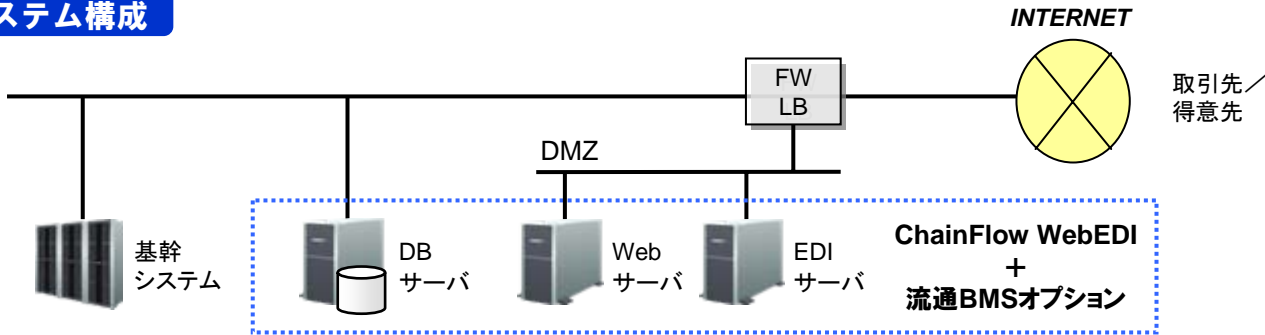 ステム構成
INTERNET
FW
LB
取引先／
得意先
DMZ
基幹
システム
DB
サーバ
Web
サーバ
EDI
サーバ
ChainFlow WebEDI
＋
流通BMSオプション